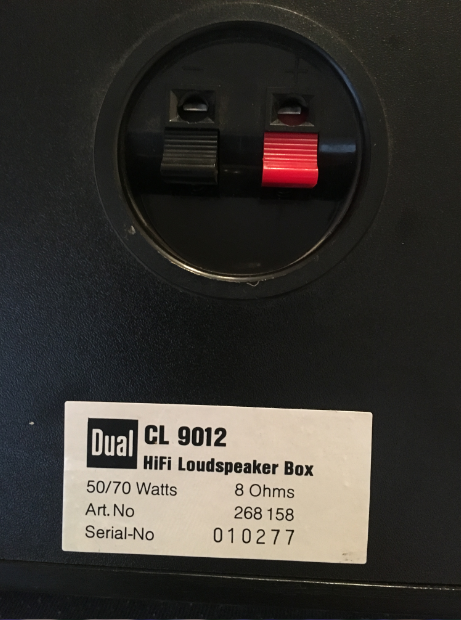 Dual CL 9012
HiFi Loudspeaker Box
50/70 Watts 8 Ohms
Art. No 268 158
Serial-No 010277